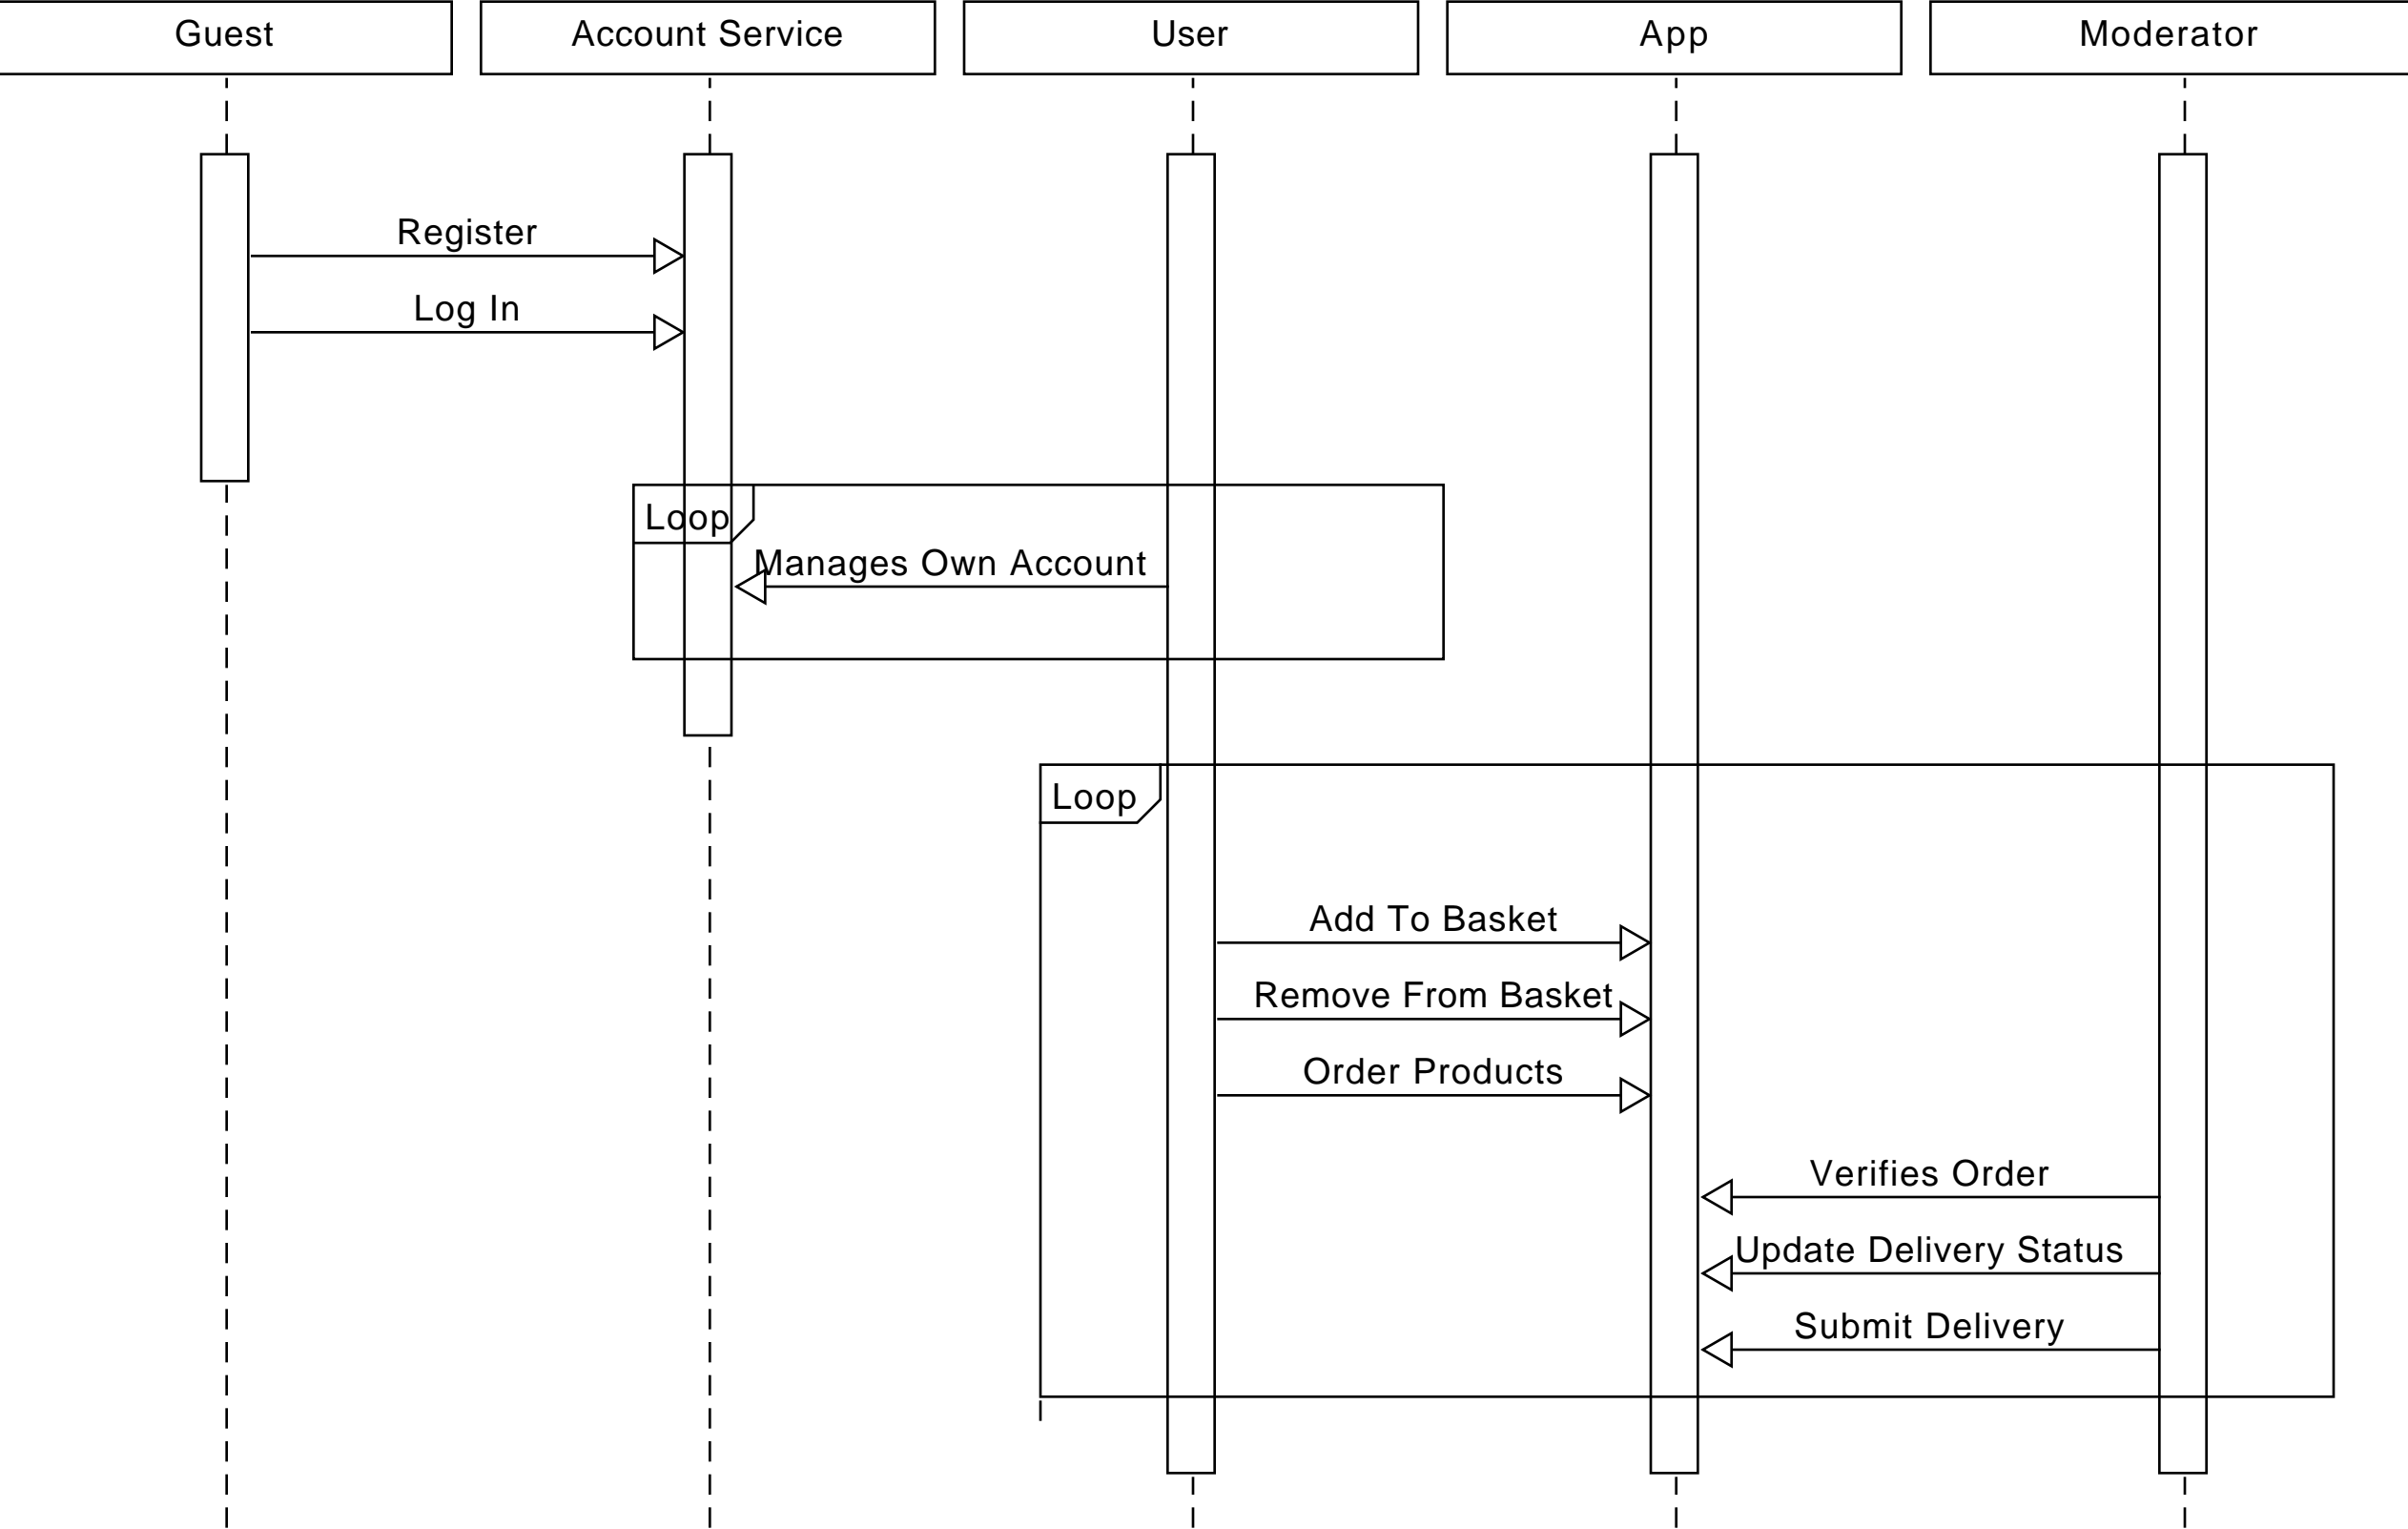 Guest
Account Service
User
App
Moderator
Register
Log In
Loop
Manages Own Account
Loop
Add To Basket
Remove From Basket
Order Products
Verifies Order
Update Delivery Status
Submit Delivery